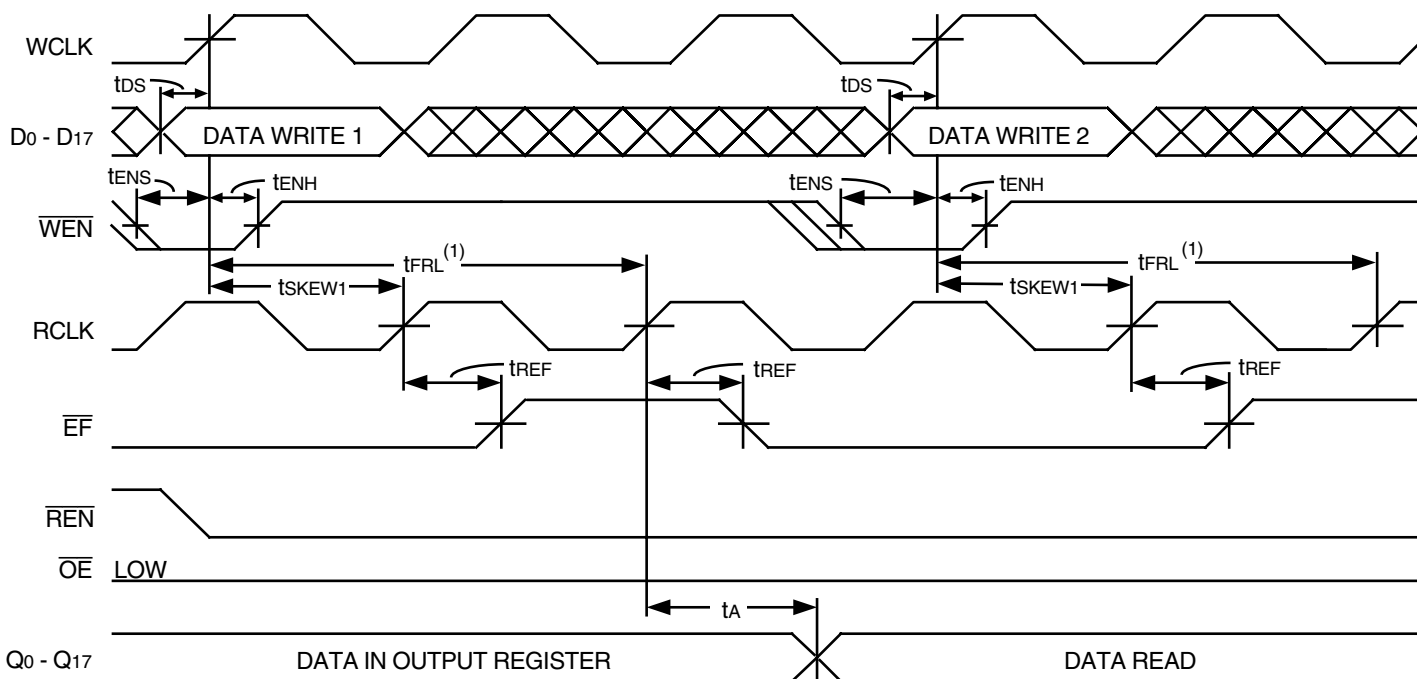 WCLK
tDS
tDS
D0 - D17
DATA WRITE 1
DATA WRITE 2
tENS
tENH
tENS
tENH
WEN
tFRL(1)
tFRL(1)
tSKEW1
tSKEW1
RCLK
tREF
tREF
tREF
EF
REN
OE
LOW
tA
Q0 - Q17
DATA IN OUTPUT REGISTER
DATA READ